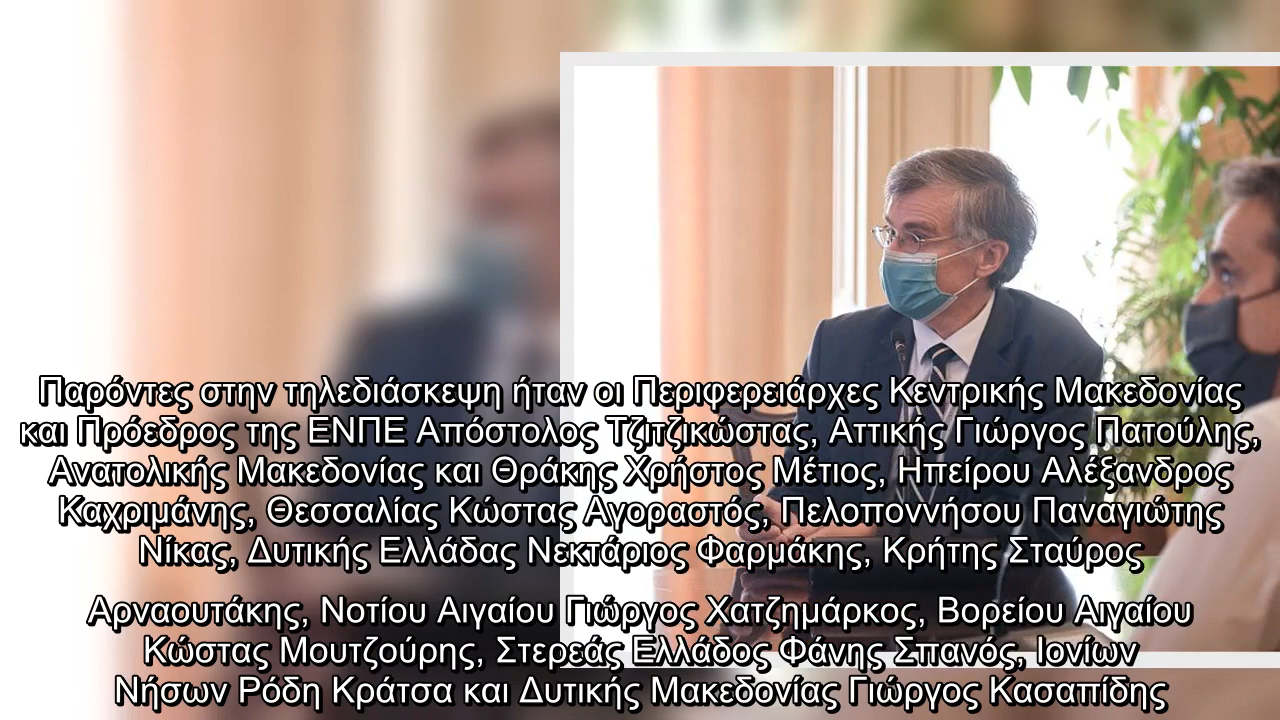 Παρόντες στην τηλεδιάσκεψη ήταν οι Περιφερειάρχες Κεντρικής Μακεδονίας
και Πρόεδρος της ΕΝΠΕ Απόστολος Τζιτζικώστας, Αττικής Γιώργος Πατούλης,
Ανατολικής Μακεδονίας και Θράκης Χρήστος Μέτιος, Ηπείρου Αλέξανδρος
Καχριμάνης, Θεσσαλίας Κώστας Αγοραστός, Πελοποννήσου Παναγιώτης
Νίκας, Δυτικής Ελλάδας Νεκτάριος Φαρμάκης, Κρήτης Σταύρος
Αρναουτάκης, Νοτίου Αιγαίου Γιώργος Χατζημάρκος, Βορείου Αιγαίου
Κώστας Μουτζούρης, Στερεάς Ελλάδος Φάνης Σπανός, Ιονίων
Νήσων Ρόδη Κράτσα και Δυτικής Μακεδονίας Γιώργος Κασαπίδης